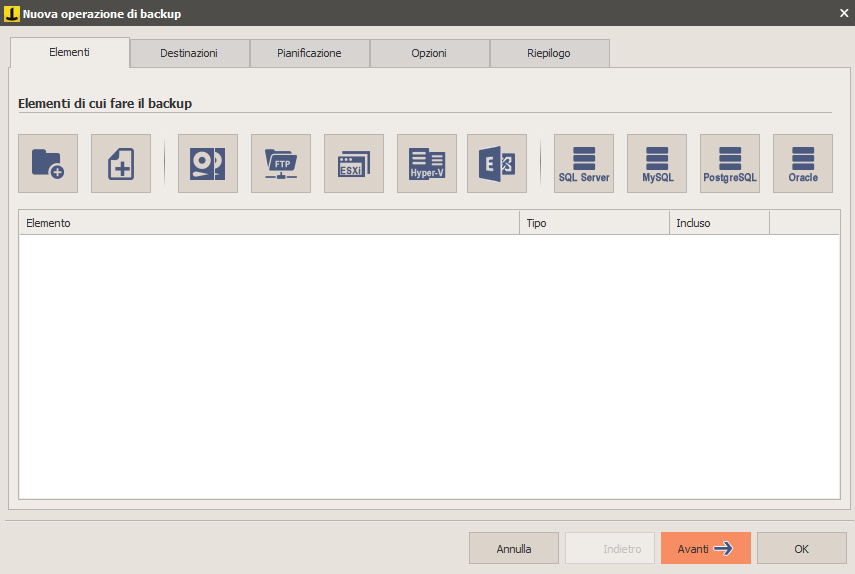 Nuova operazione di backup
Elementi
Destinazioni
Pianificazione
Opzioni
Riepilogo
Elementi di cui fare il backup
FTP
ESXi
Hyper-V
E
SQL Server
MySQL
PostgreSQL
Oracle
Elemento
Tipo
Incluso
Annulla
Indietro
Avanti
OK